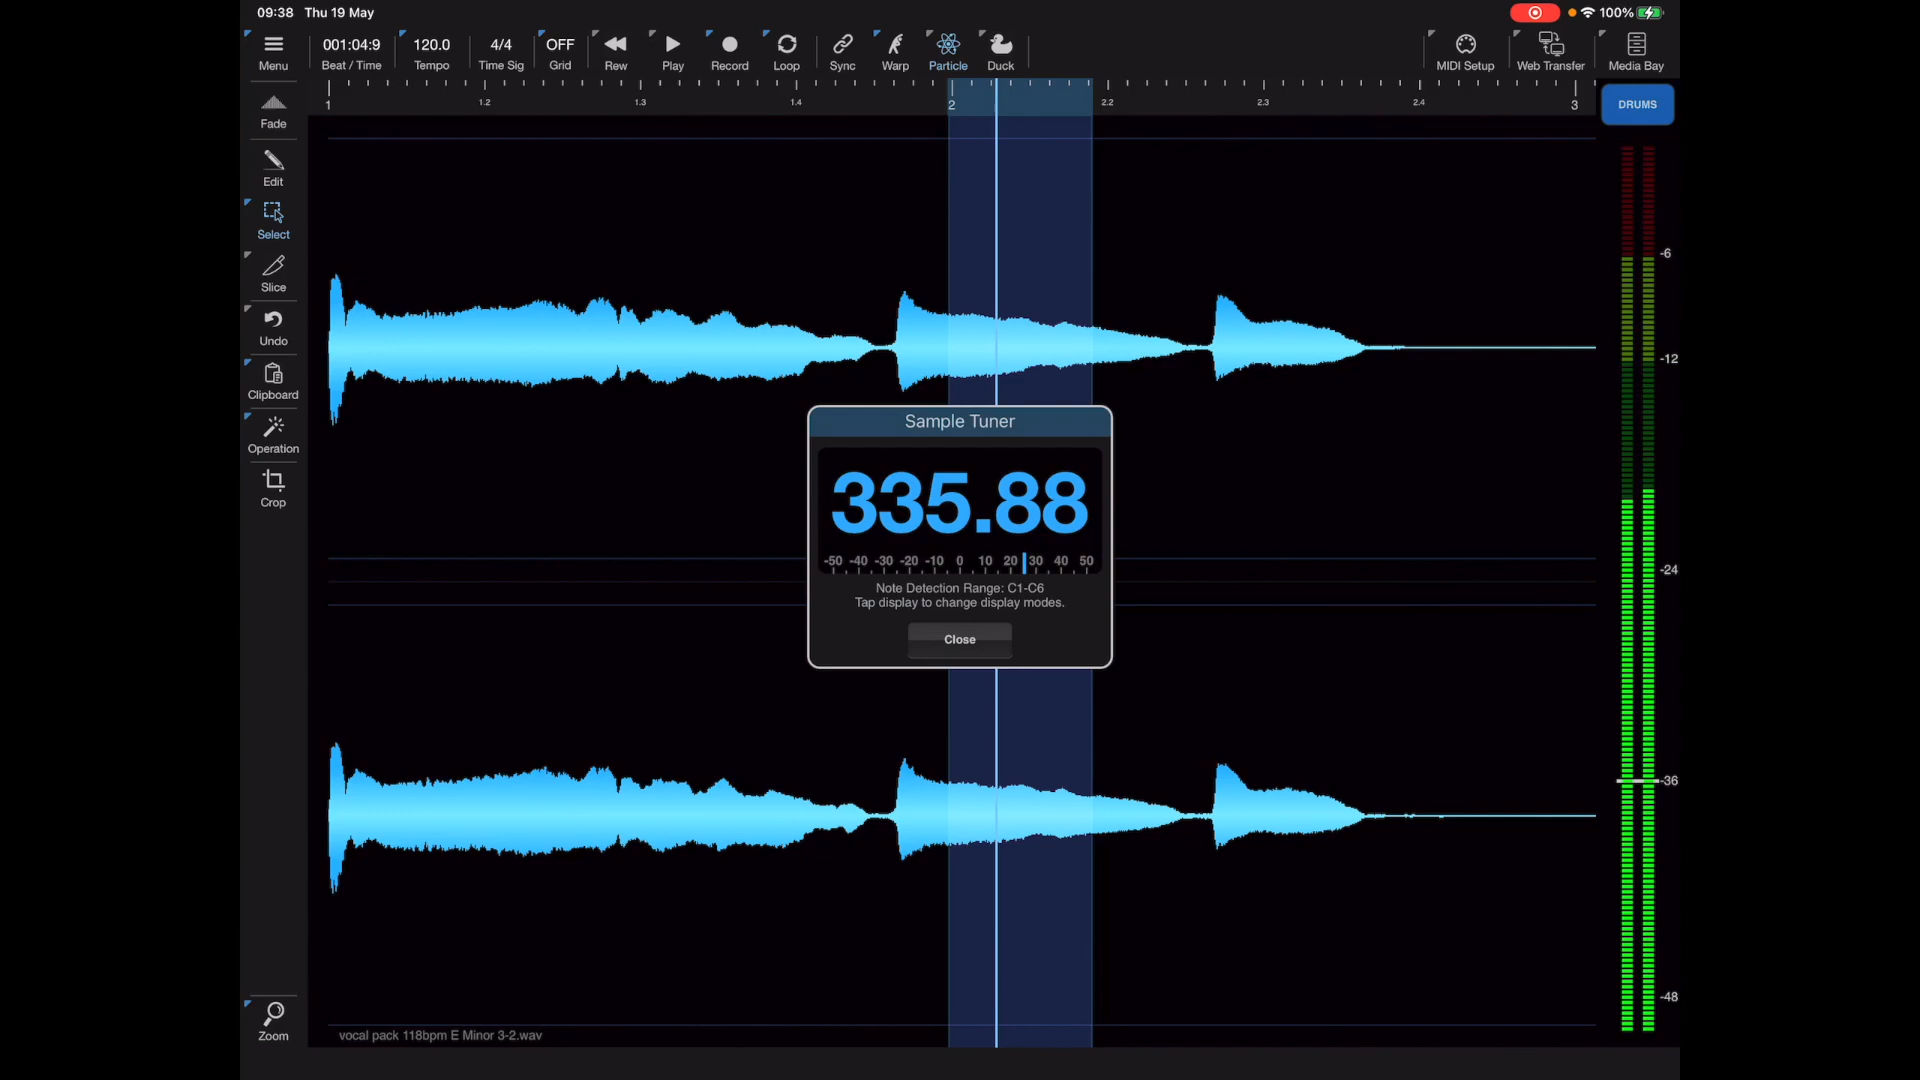 09:38 Thu 19 May
100%
Menu
001:04:9
Beat / Time
120.0
Tempo
4/4
Time Sig
OFF
Grid
Rew
Play
Record
Loop
Sync
Warp
Particle
Duck
MIDI Setup
Web Transfer
Media Bay
1 1.2 1.3 1.4 2 2.2 2.3 2.4 3
DRUMS
Fade
Edit
Select
Slice
Undo
Clipboard
Operation
Crop
Zoom
Sample Tuner
335.88
-50 -40 -30 -20 -10 0 10 20 30 40 50
Note Detection Range: C1-C6
Tap display to change display modes.
Close
-6
-12
-24
-36
-48
vocal pack 118bpm E Minor 3-2.wav